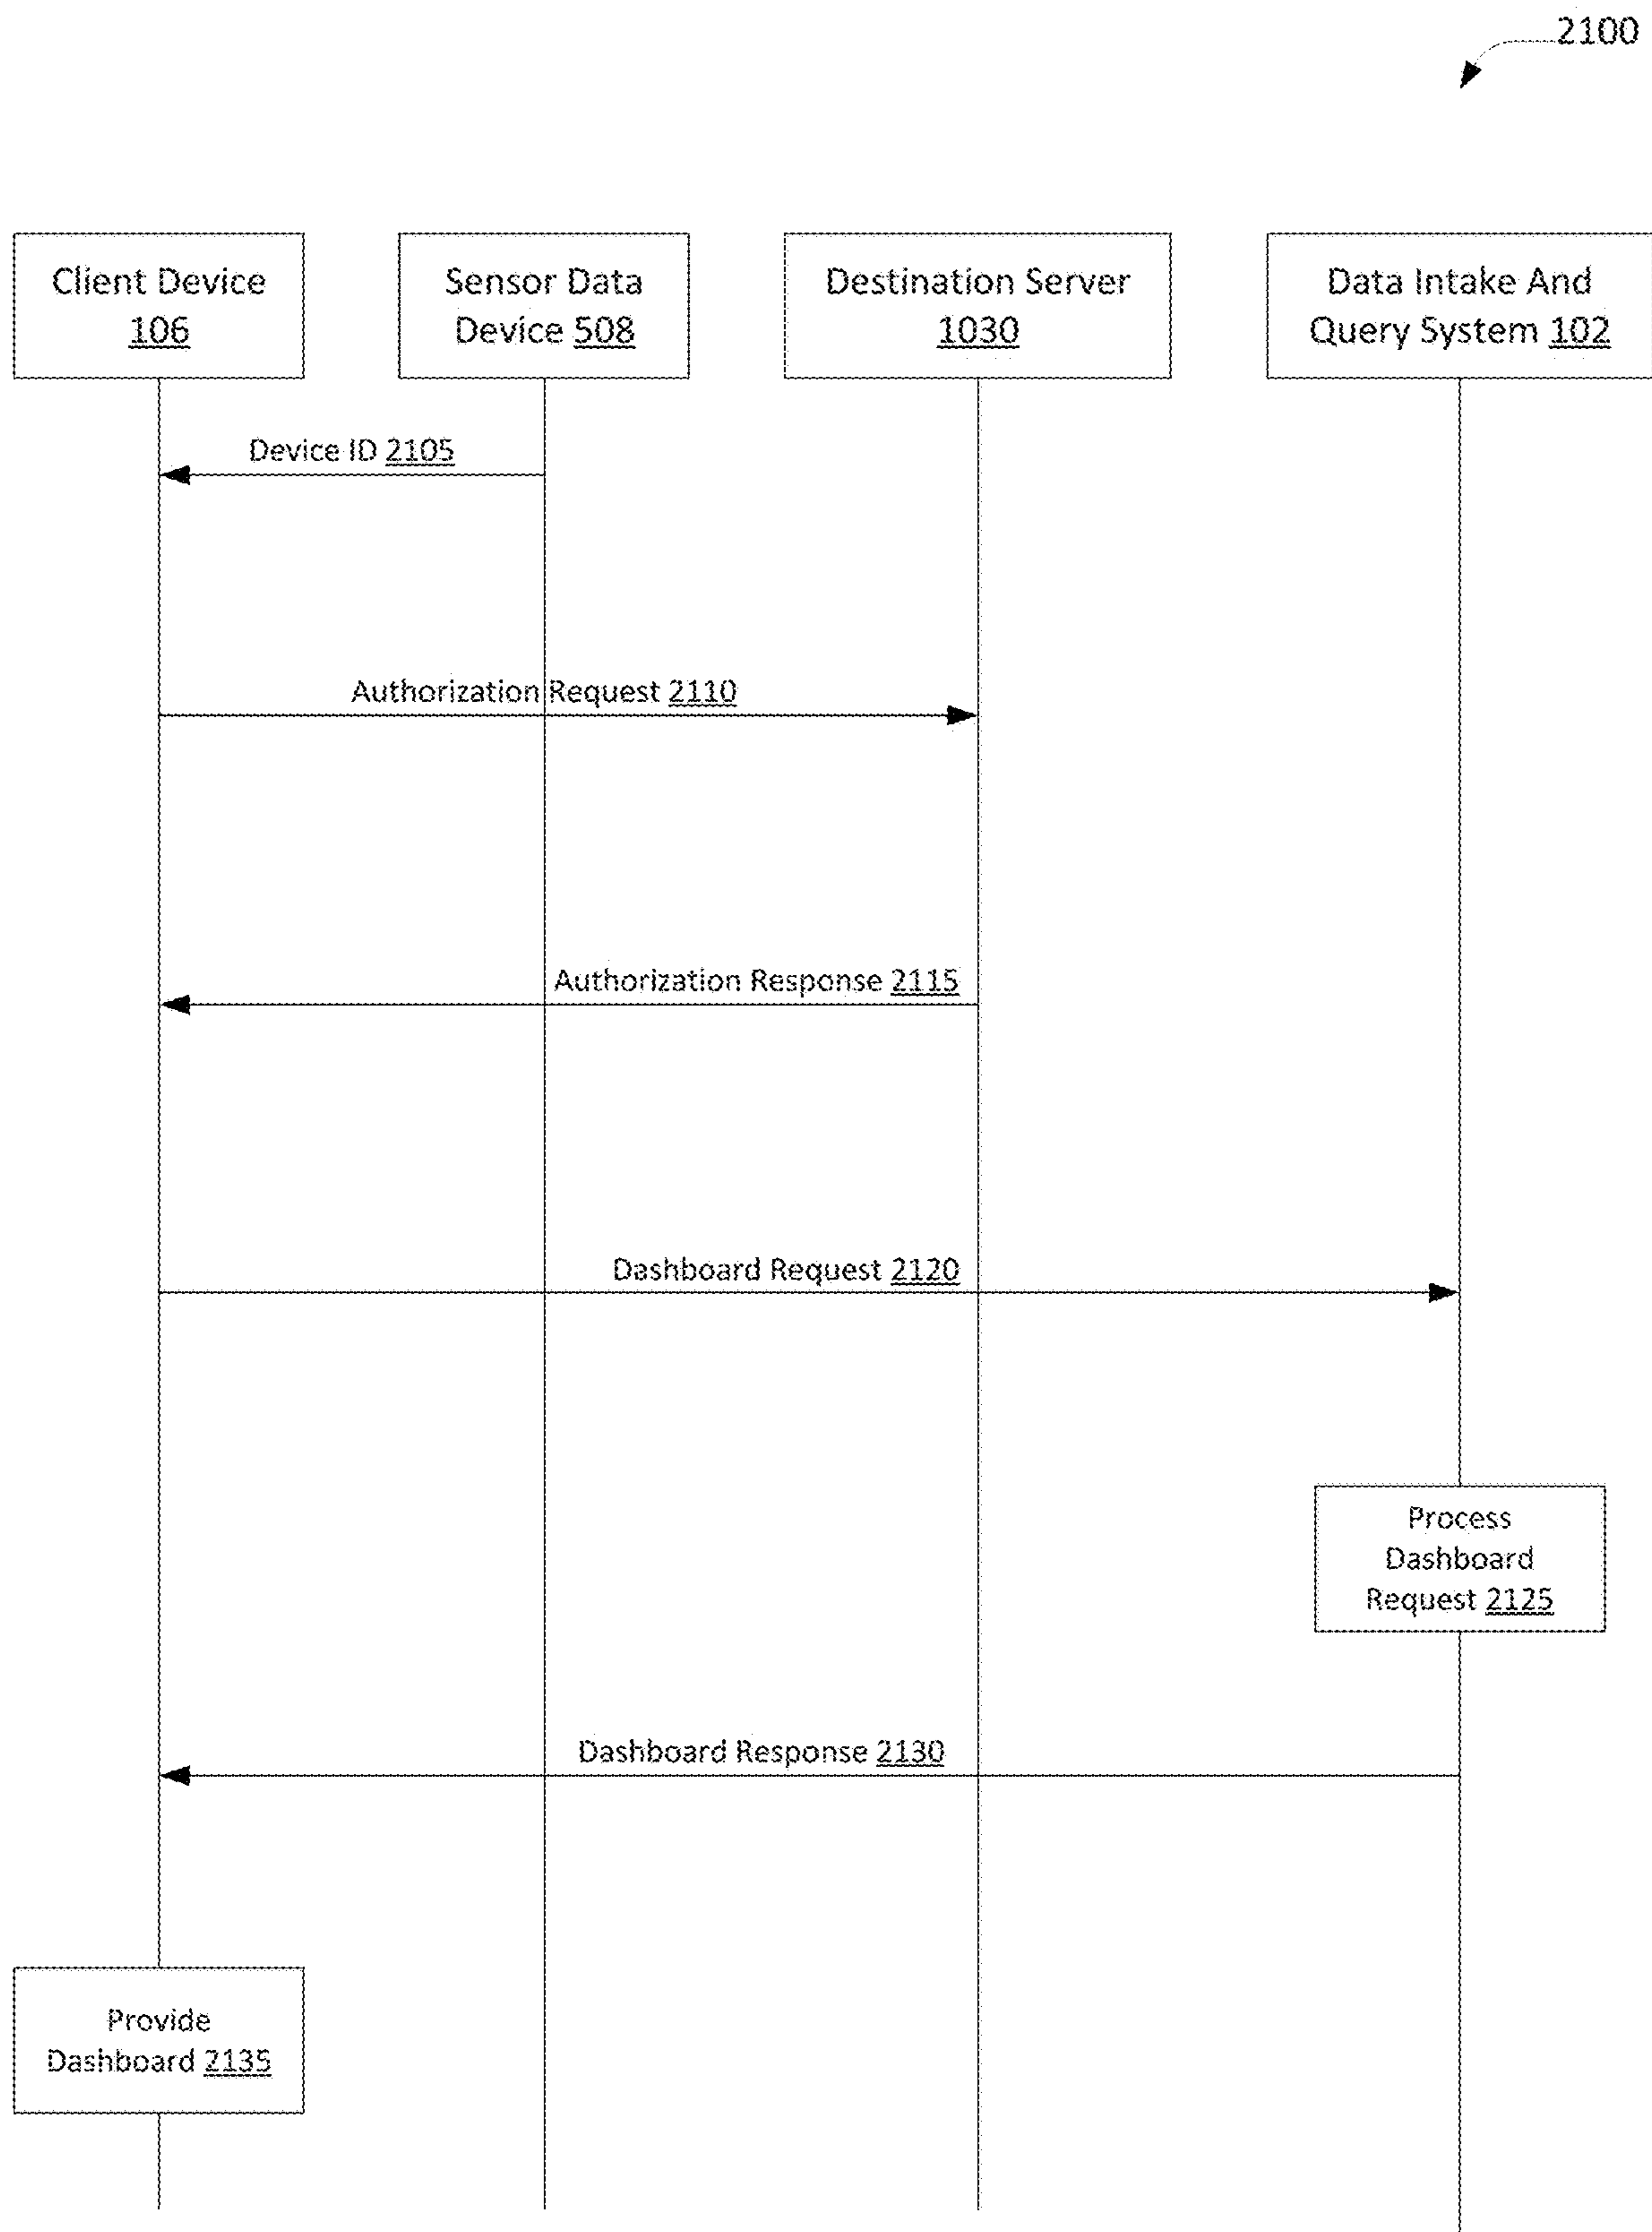 2100
Client Device
106
Sensor Data
Device 508
Destination Server
1030
Data Intake And
Query System 102
Device ID 2105
Authorization Request 2110
Authorization Response 2115
Dashboard Request 2120
Process
Dashboard
Request 2125
Dashboard Response 2130
Provide
Dashboard 2135